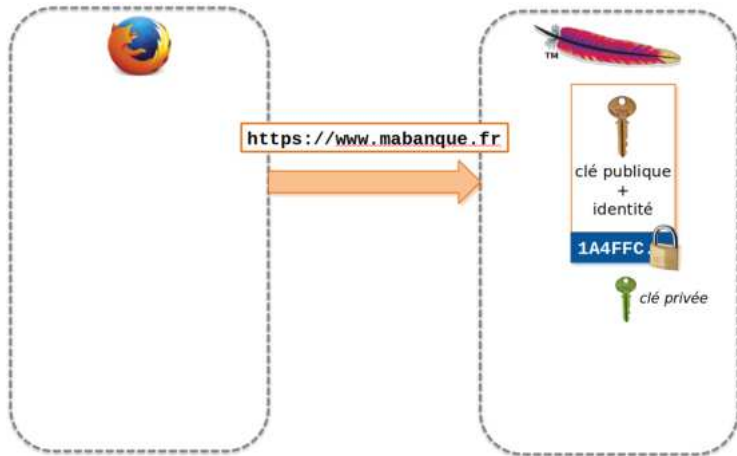 TM
https://www.mabanque.fr
clé publique
+
identité
1A4FFC
clé privée